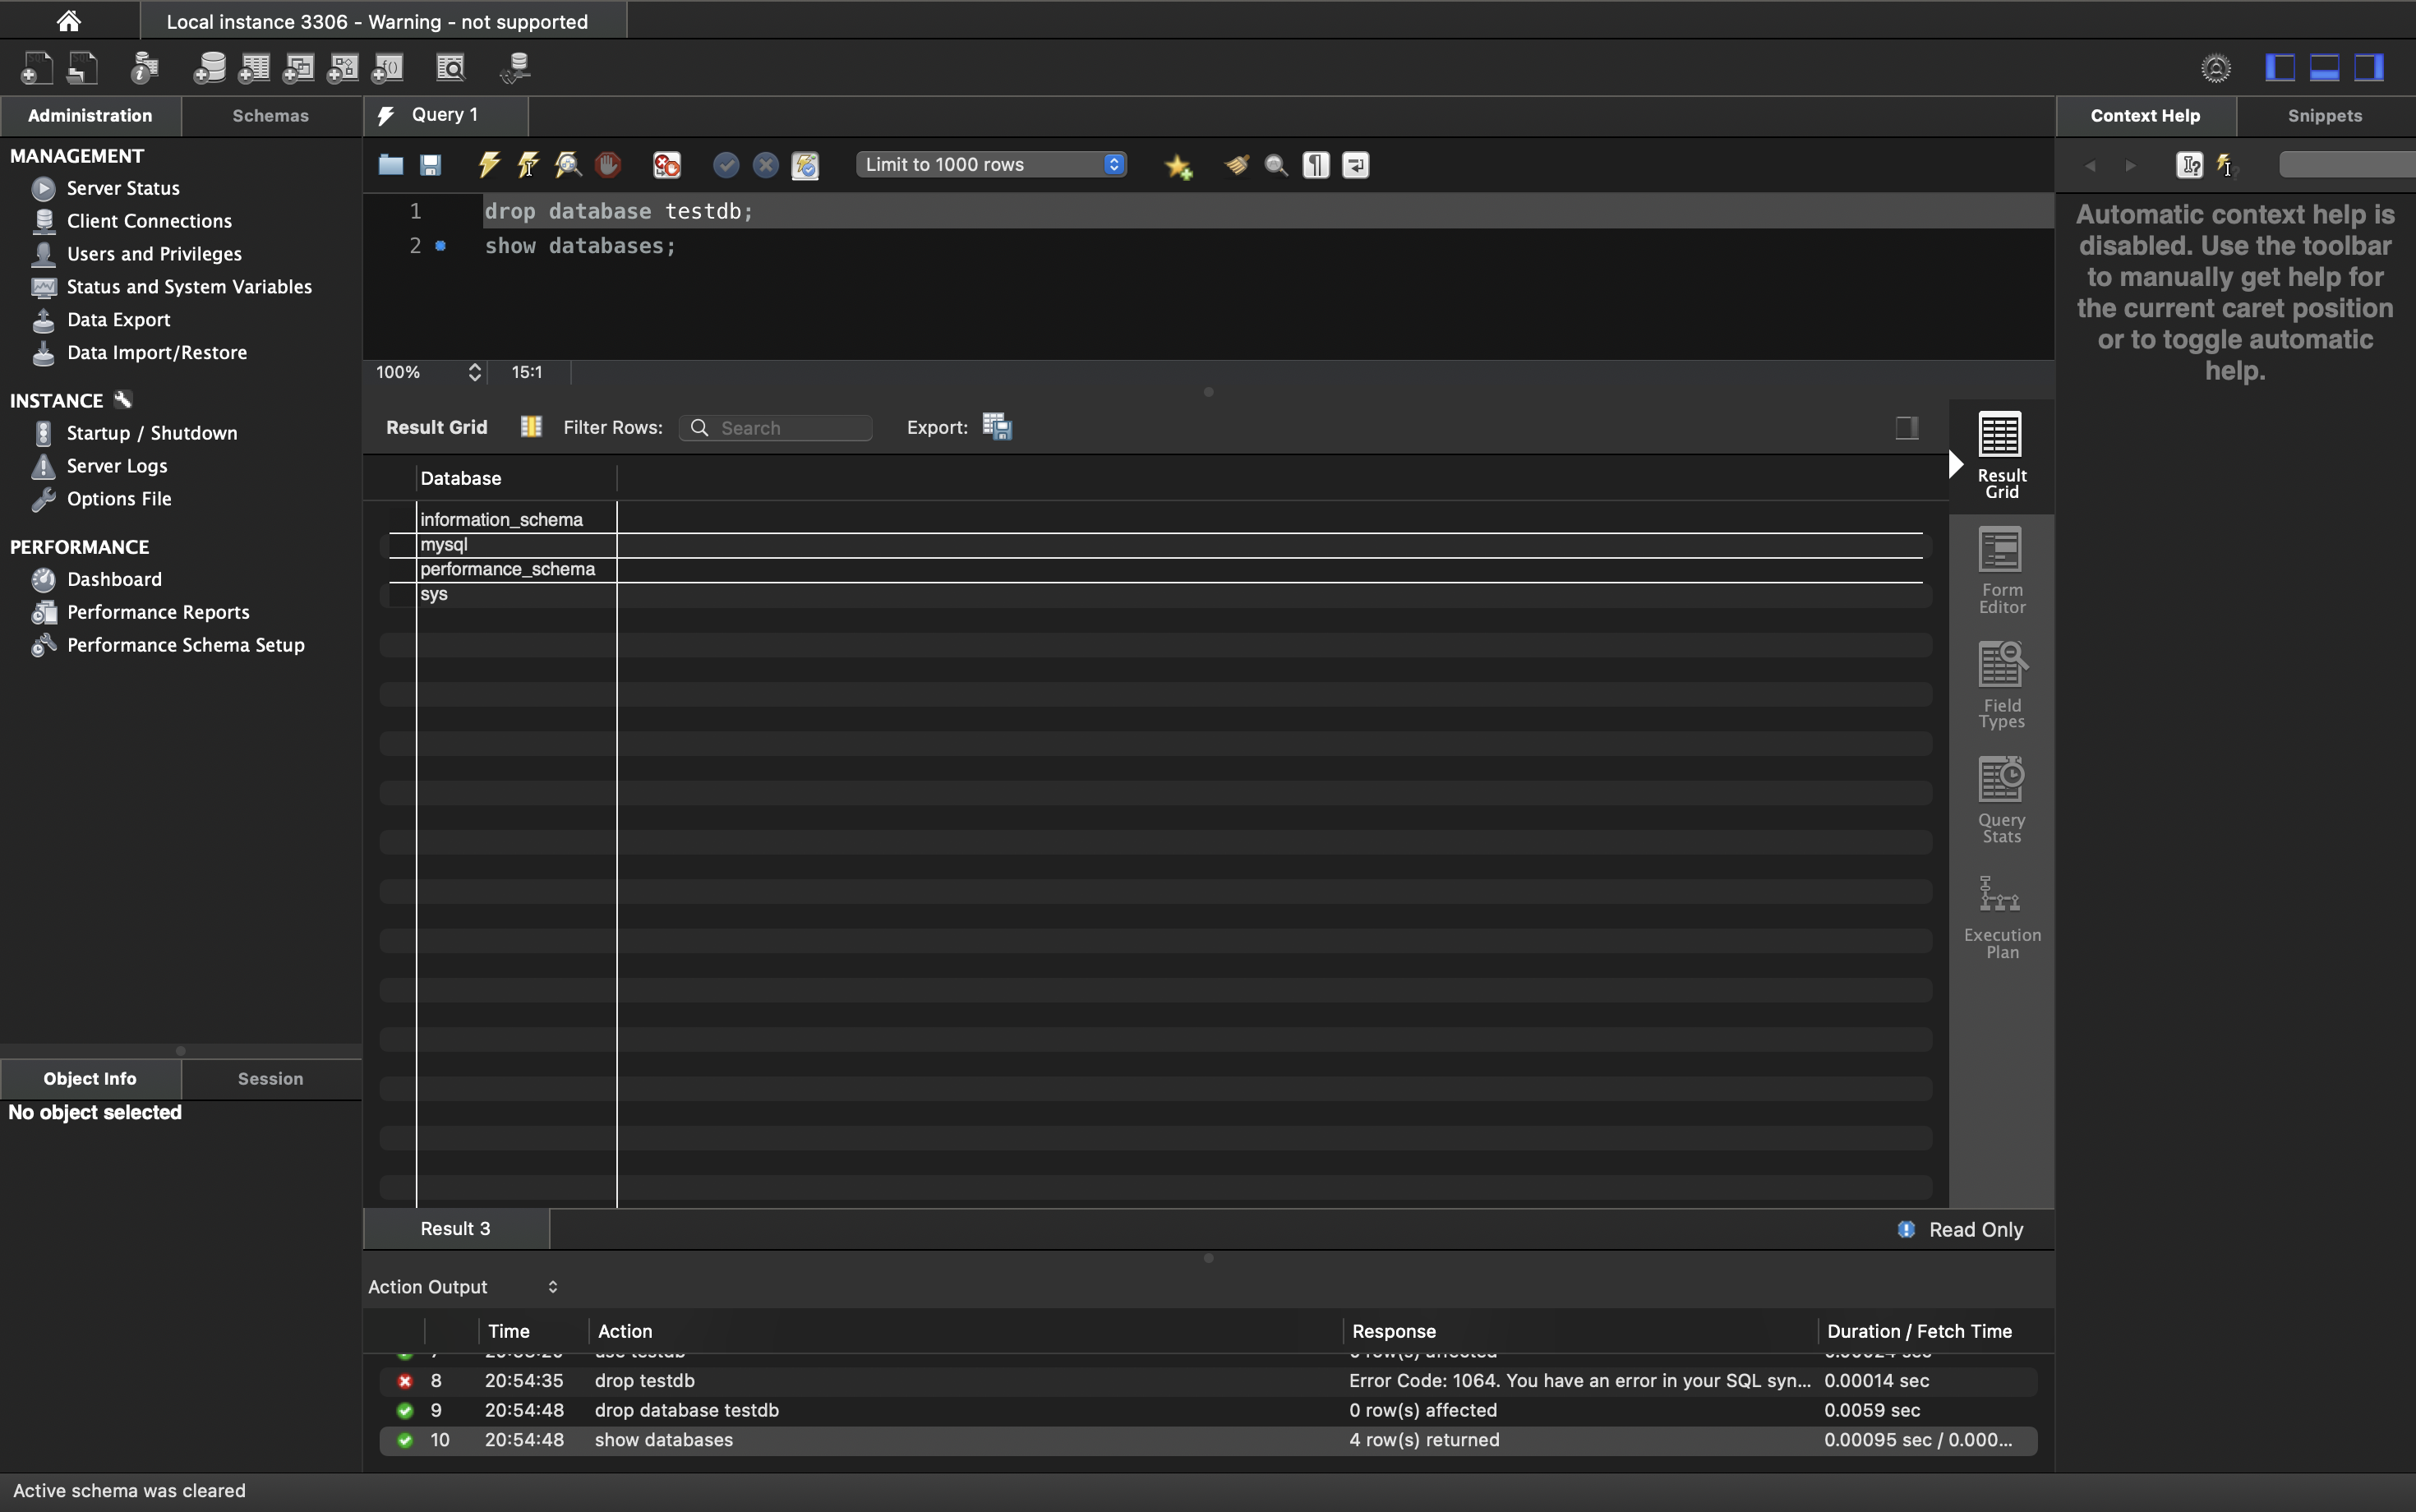 Local instance 3306 - Warning - not supported
Administration
Schemas
MANAGEMENT
Server Status
Client Connections
Users and Privileges
Status and System Variables
Data Export
Data Import/Restore
INSTANCE
Startup / Shutdown
Server Logs
Options File
PERFORMANCE
Dashboard
Performance Reports
Performance Schema Setup
Object Info
Session
No object selected
Query 1
Limit to 1000 rows
1 drop database testdb;
2 show databases;
100% 15:1
Result Grid Filter Rows: Search Export:
Database
information_schema
mysql
performance_schema
sys
Result
Grid
Form
Editor
Field
Types
Query
Stats
Execution
Plan
Result 3
Read Only
Action Output
Time Action Response Duration / Fetch Time
8 20:54:35 drop testdb Error Code: 1064. You have an error in your SQL syn... 0.00014 sec
9 20:54:48 drop database testdb 0 row(s) affected 0.0059 sec
10 20:54:48 show databases 4 row(s) returned 0.00095 sec / 0.000...
Context Help
Snippets
Automatic context help is
disabled. Use the toolbar
to manually get help for
the current caret position
or to toggle automatic
help.
Active schema was cleared